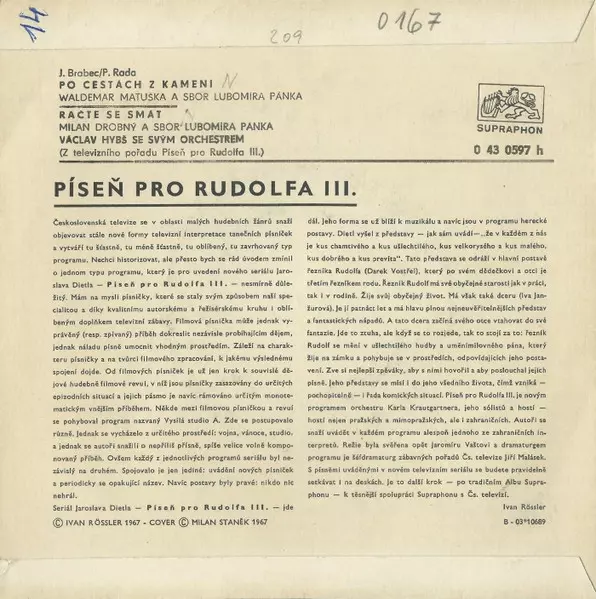 14
209
0167
J. Brabec/P. Rada
PO CESTÁCH Z KAMENÍ N
WALDEMAR MATUŠKA A SBOR LUBOMÍRA PÁNKA
RAČTE SE SMÁT
MILAN DROBNÝ A SBOR LUBOMÍRA PÁNKA
VÁCLAV HYBŠ SE SVÝM ORCHESTREM
(Z televizního pořadu Píseň pro Rudolfa III.)
SUPRAPHON
0 43 0597 h
PÍSEŇ PRO RUDOLFA III.
Československá televize se v oblasti malých hudebních žánrů snaží
objevovat stále nové formy televizní interpretace tanečních písniček
a vytváří tu šťastně, tu méně šťastně, tu oblíbený, tu zavrhovaný typ
programu. Nechci historizovat, ale přesto bych se rád úvodem zmínil
o jednom typu programu, který je pro uvedení nového seriálu Jaro-
slava Dietla — Píseň pro Rudolfa III. — nesmírně důle-
žitý. Mám na mysli písničky, které se staly svým způsobem naší spe-
cialitou a díky kvalitnímu autorskému a režisérskému kruhu i oblí-
beným doplňkem televizní zábavy. Filmová písnička může jednak vy-
právěný (resp. zpívaný) příběh dokreslit nezávisle probíhajícím dějem,
jednak náladu písně umocnit vhodným prostředím. Záleží na charak-
teru písničky a na tvůrci filmového zpracování, k jakému výslednému
spojení dojde. Od filmových písniček je už jen krok k souvislé dě-
jové hudebně filmové revui, v níž jsou písničky zasazovány do určitých
epizodních situací a jejich pásmo je navíc rámováno určitým monote-
matickým vnějším příběhem. Někde mezi filmovou písničkou a revuí
se pohyboval program nazvaný Vysílá studio A. Zde se postupovalo
různě. Jednak se vycházelo z určitého prostředí: vojna, vánoce, studio,
a jednak se autoři snažili o nepříliš přísně, spíše velice volně kompo-
novaný příběh. Ovšem každý z jednotlivých programů seriálu byl ne-
závislý na druhém. Spojovalo je jen jediné: uvádění nových písniček
a periodicky se opakující název. Navíc postavy byly pravé: nikdo nic
nehrál.
Seriál Jaroslava Dietla — Píseň pro Rudolfa III. — jde
© IVAN RÖSSLER 1967 - COVER © MILAN STANĚK 1967
dál. Jeho forma se už blíží k muzikálu a navíc jsou v programu herecké
postavy. Dietl vyšel z představy — jak sám uvádí—„že v každém z nás
je kus chamtivého a kus ušlechtilého, kus velkorysého a kus malého,
kus dobrého a kus prevíta". Tato představa se odráží v hlavní postavě
řezníka Rudolfa (Darek Vostřel), který po svém dědečkovi a otci je
třetím řezníkem rodu. Řezník Rudolf má své obyčejné starosti jak v práci,
tak i v rodině. Žije svůj obyčejný život. Má však také dceru (Iva Jan-
žurová). Je jí patnáct let a má hlavu plnou nejneuvěřitelnějších představ
a fantastických nápadů. A tato dcera začíná svého otce vtahovat do své
fantazie. Jde to ztuha, ale když se to rozjede, tak to stojí za to: řezník
Rudolf se mění v ušlechtilého hudby a uměnímilovného pána, který
žije na zámku a pohybuje se v prostředích, odpovídajících jeho posta-
vení. Zve si nejlepší zpěváky, aby s nimi hovořil a aby poslouchal jejich
písně. Jeho představy se mísí i do jeho všedního života, čímž vzniká —
pochopitelně — i řada komických situací. Píseň pro Rudolfa III. je novým
programem orchestru Karla Krautgartnera, jeho sólistů a hostí —
hostí nejen pražských a mimopražských, ale i zahraničních. Autoři se
snaží uvádět v každém programu alespoň jednoho ze zahraničních in-
terpretů. Režie byla svěřena opět Jaromíru Vaštovi a dramaturgem
programu je šéfdramaturg zábavných pořadů Čs. televize Jiří Malásek.
S písněmi uváděnými v novém televizním seriálu se budete pravidelně
setkávat i na deskách. Je to další krok — po tradičním Albu Supra-
phonu — k těsnější spolupráci Supraphonu s Čs. televizí.
Ivan Rössler
B - 03*10689